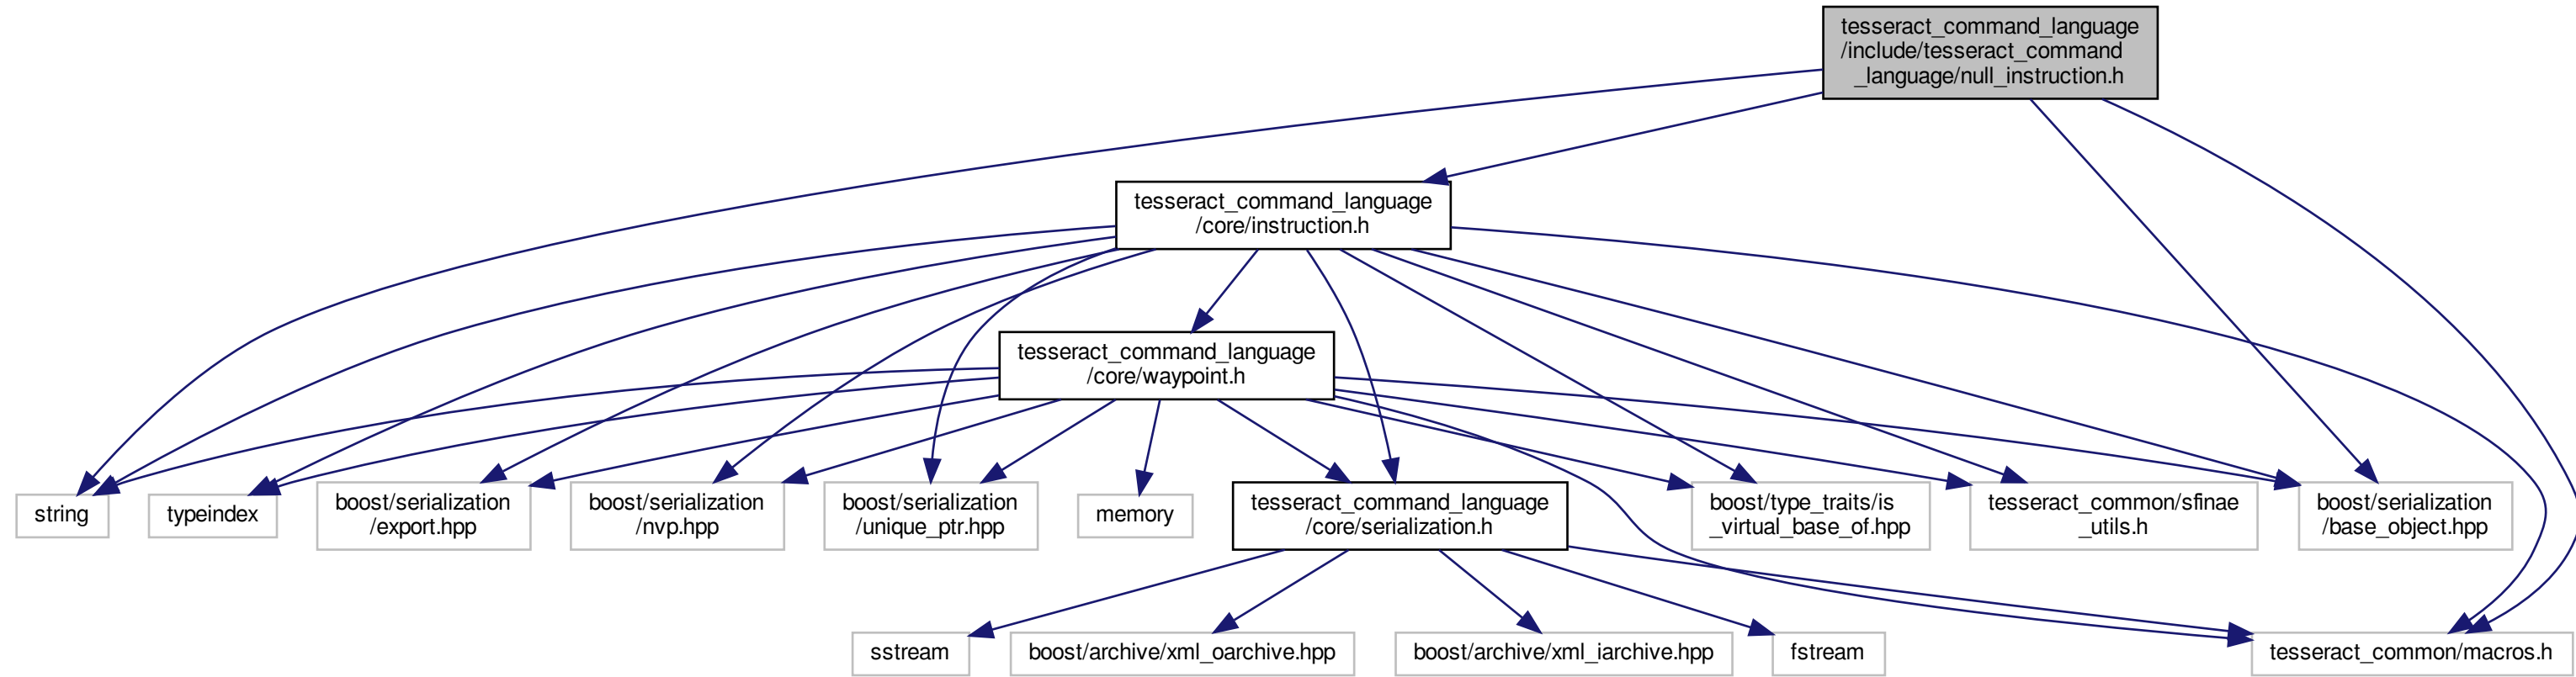 tesseract_command_language
/include/tesseract_command
_language/null_instruction.h
tesseract_command_language
/core/instruction.h
tesseract_command_language
/core/waypoint.h
string
typeindex
boost/serialization
/export.hpp
boost/serialization
/nvp.hpp
boost/serialization
/unique_ptr.hpp
memory
tesseract_command_language
/core/serialization.h
boost/type_traits/is
_virtual_base_of.hpp
tesseract_common/sfinae
_utils.h
boost/serialization
/base_object.hpp
sstream
boost/archive/xml_oarchive.hpp
boost/archive/xml_iarchive.hpp
fstream
tesseract_common/macros.h